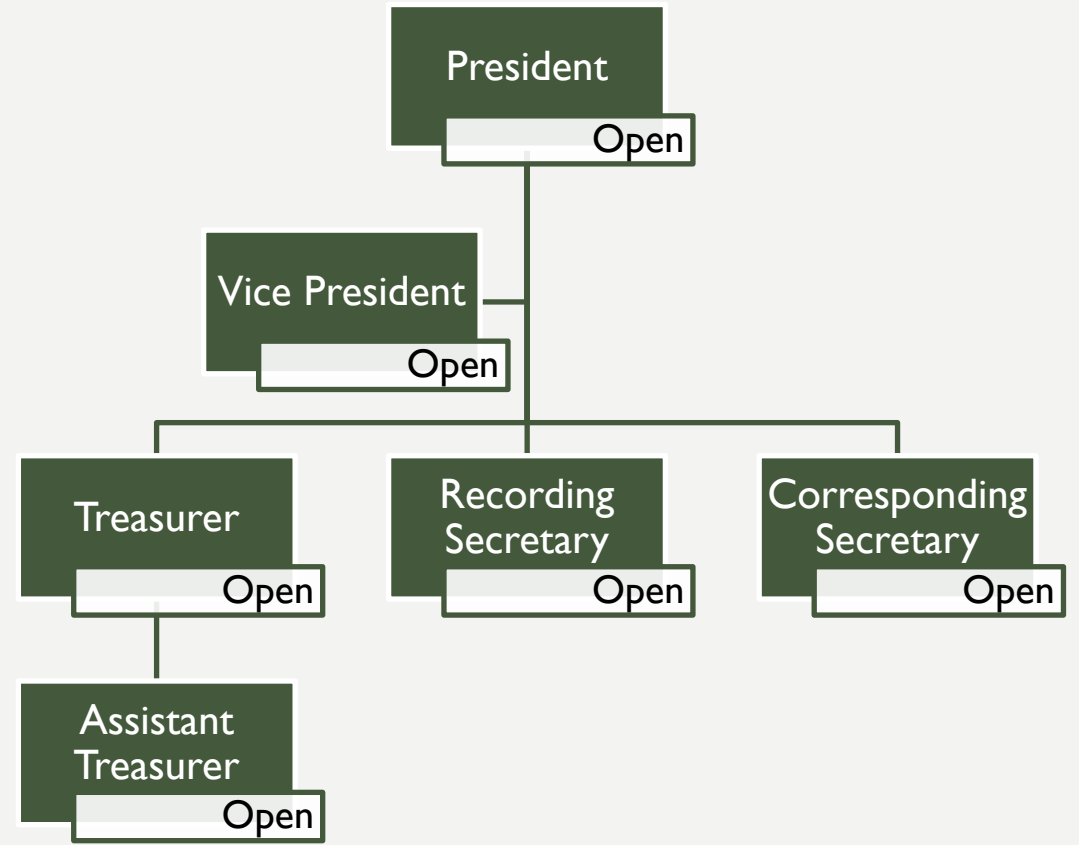 President
Open
Vice President
Open
Treasurer
Open
Recording
Secretary
Open
Corresponding
Secretary
Open
Assistant
Treasurer
Open